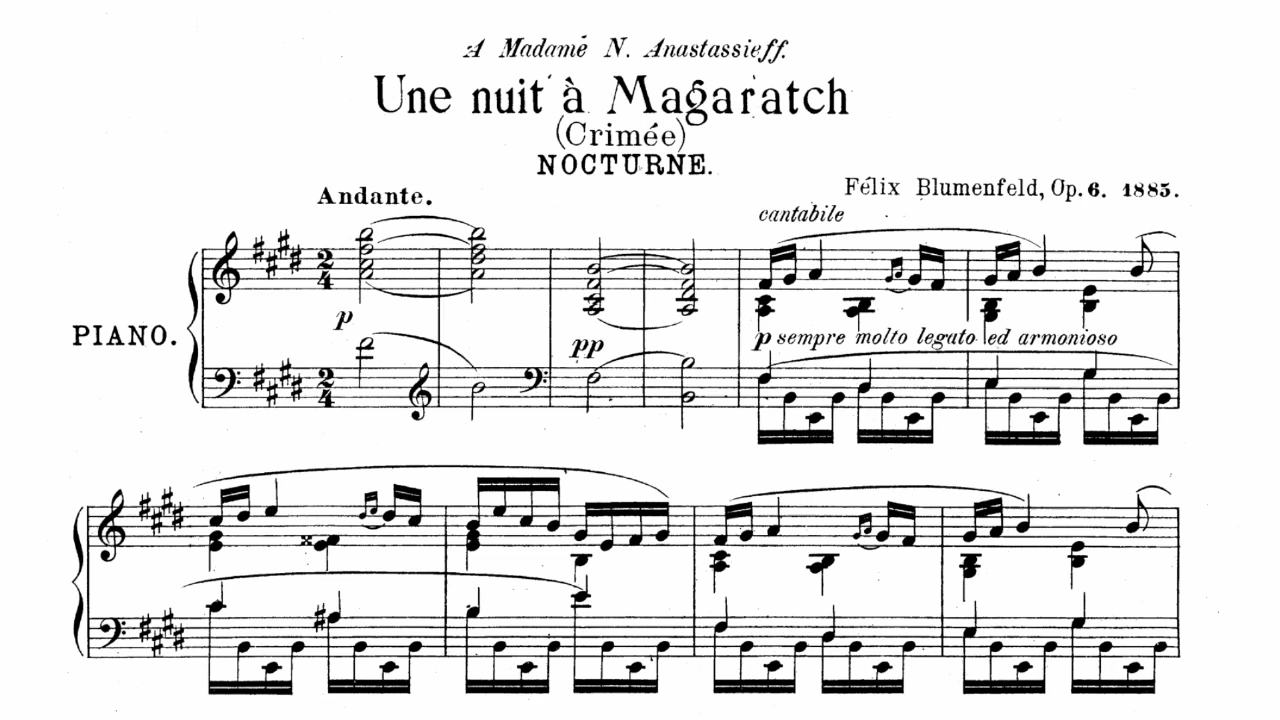 A Madame N. Anastassieff.
Une nuit à Magaratch
(Crimée)
NOCTURNE.
Félix Blumenfeld, Op. 6. 1885.
Andante.
cantabile
PIANO.
p
pp
p sempre molto legato ed armonioso